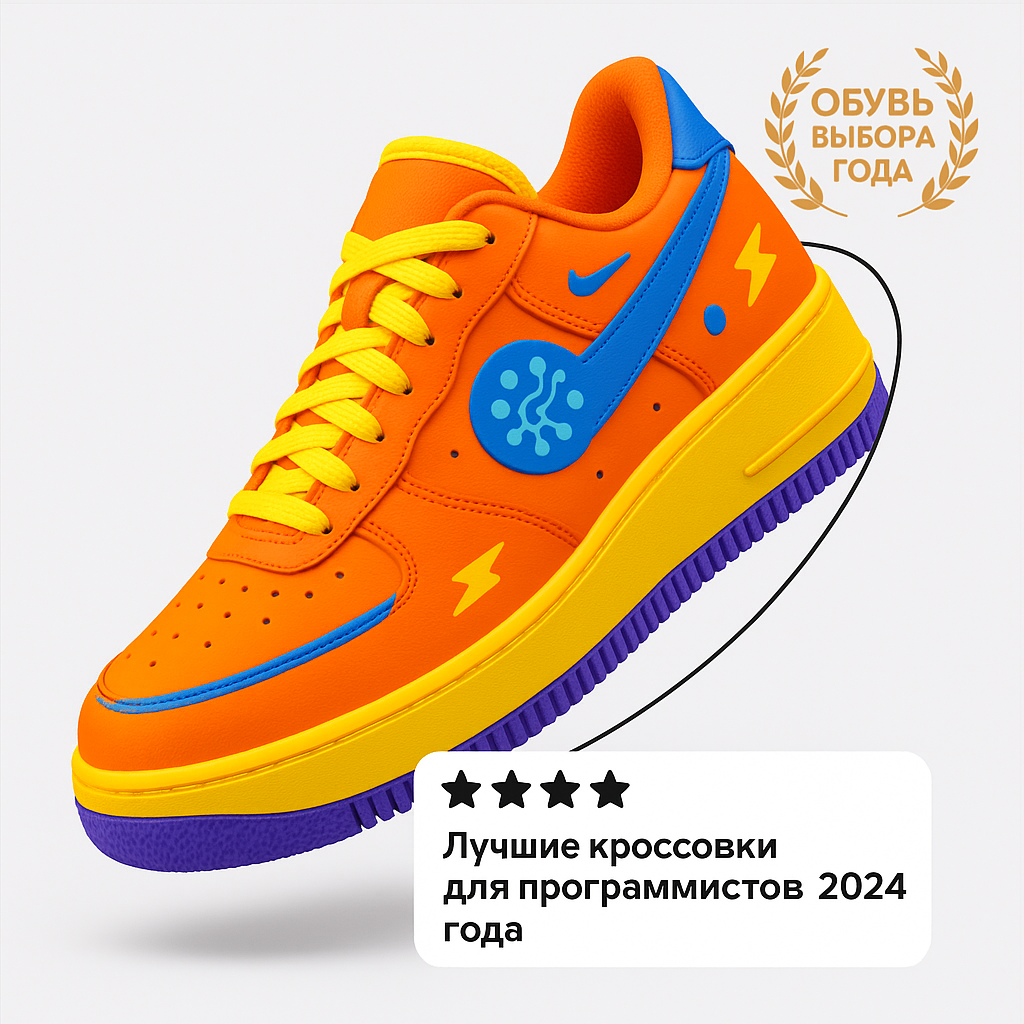 ОБУВЬ
ВЫБОРА
ГОДА
Лучшие кроссовки
для программистов 2024
года